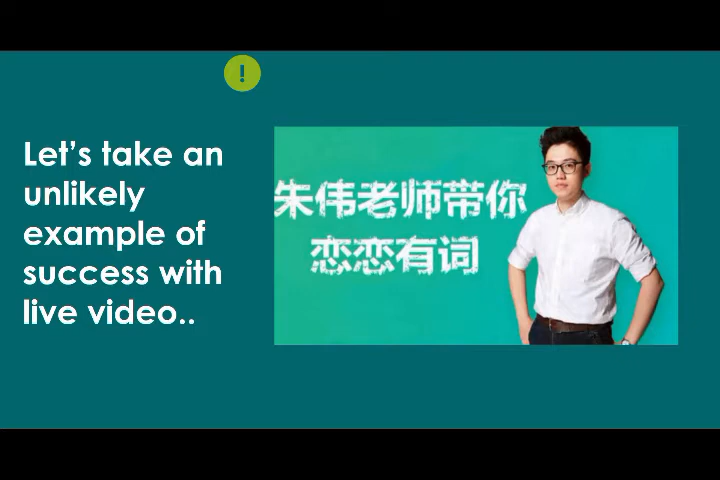 !
Let's take an
unlikely
example of
success with
live video..
朱伟老师带你
恋恋有词